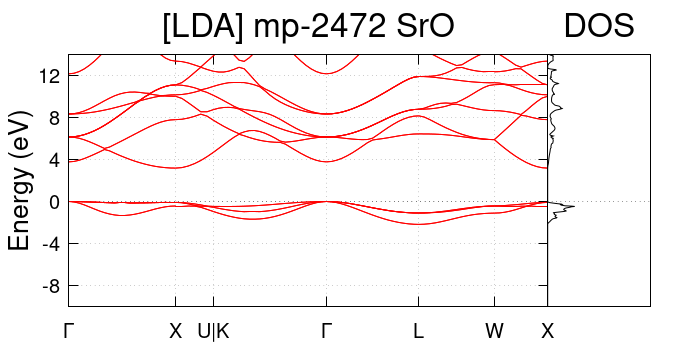 [LDA] mp-2472 SrO DOS
Energy (eV)
12
8
4
0
-4
-8
Γ X U|K Γ L W X